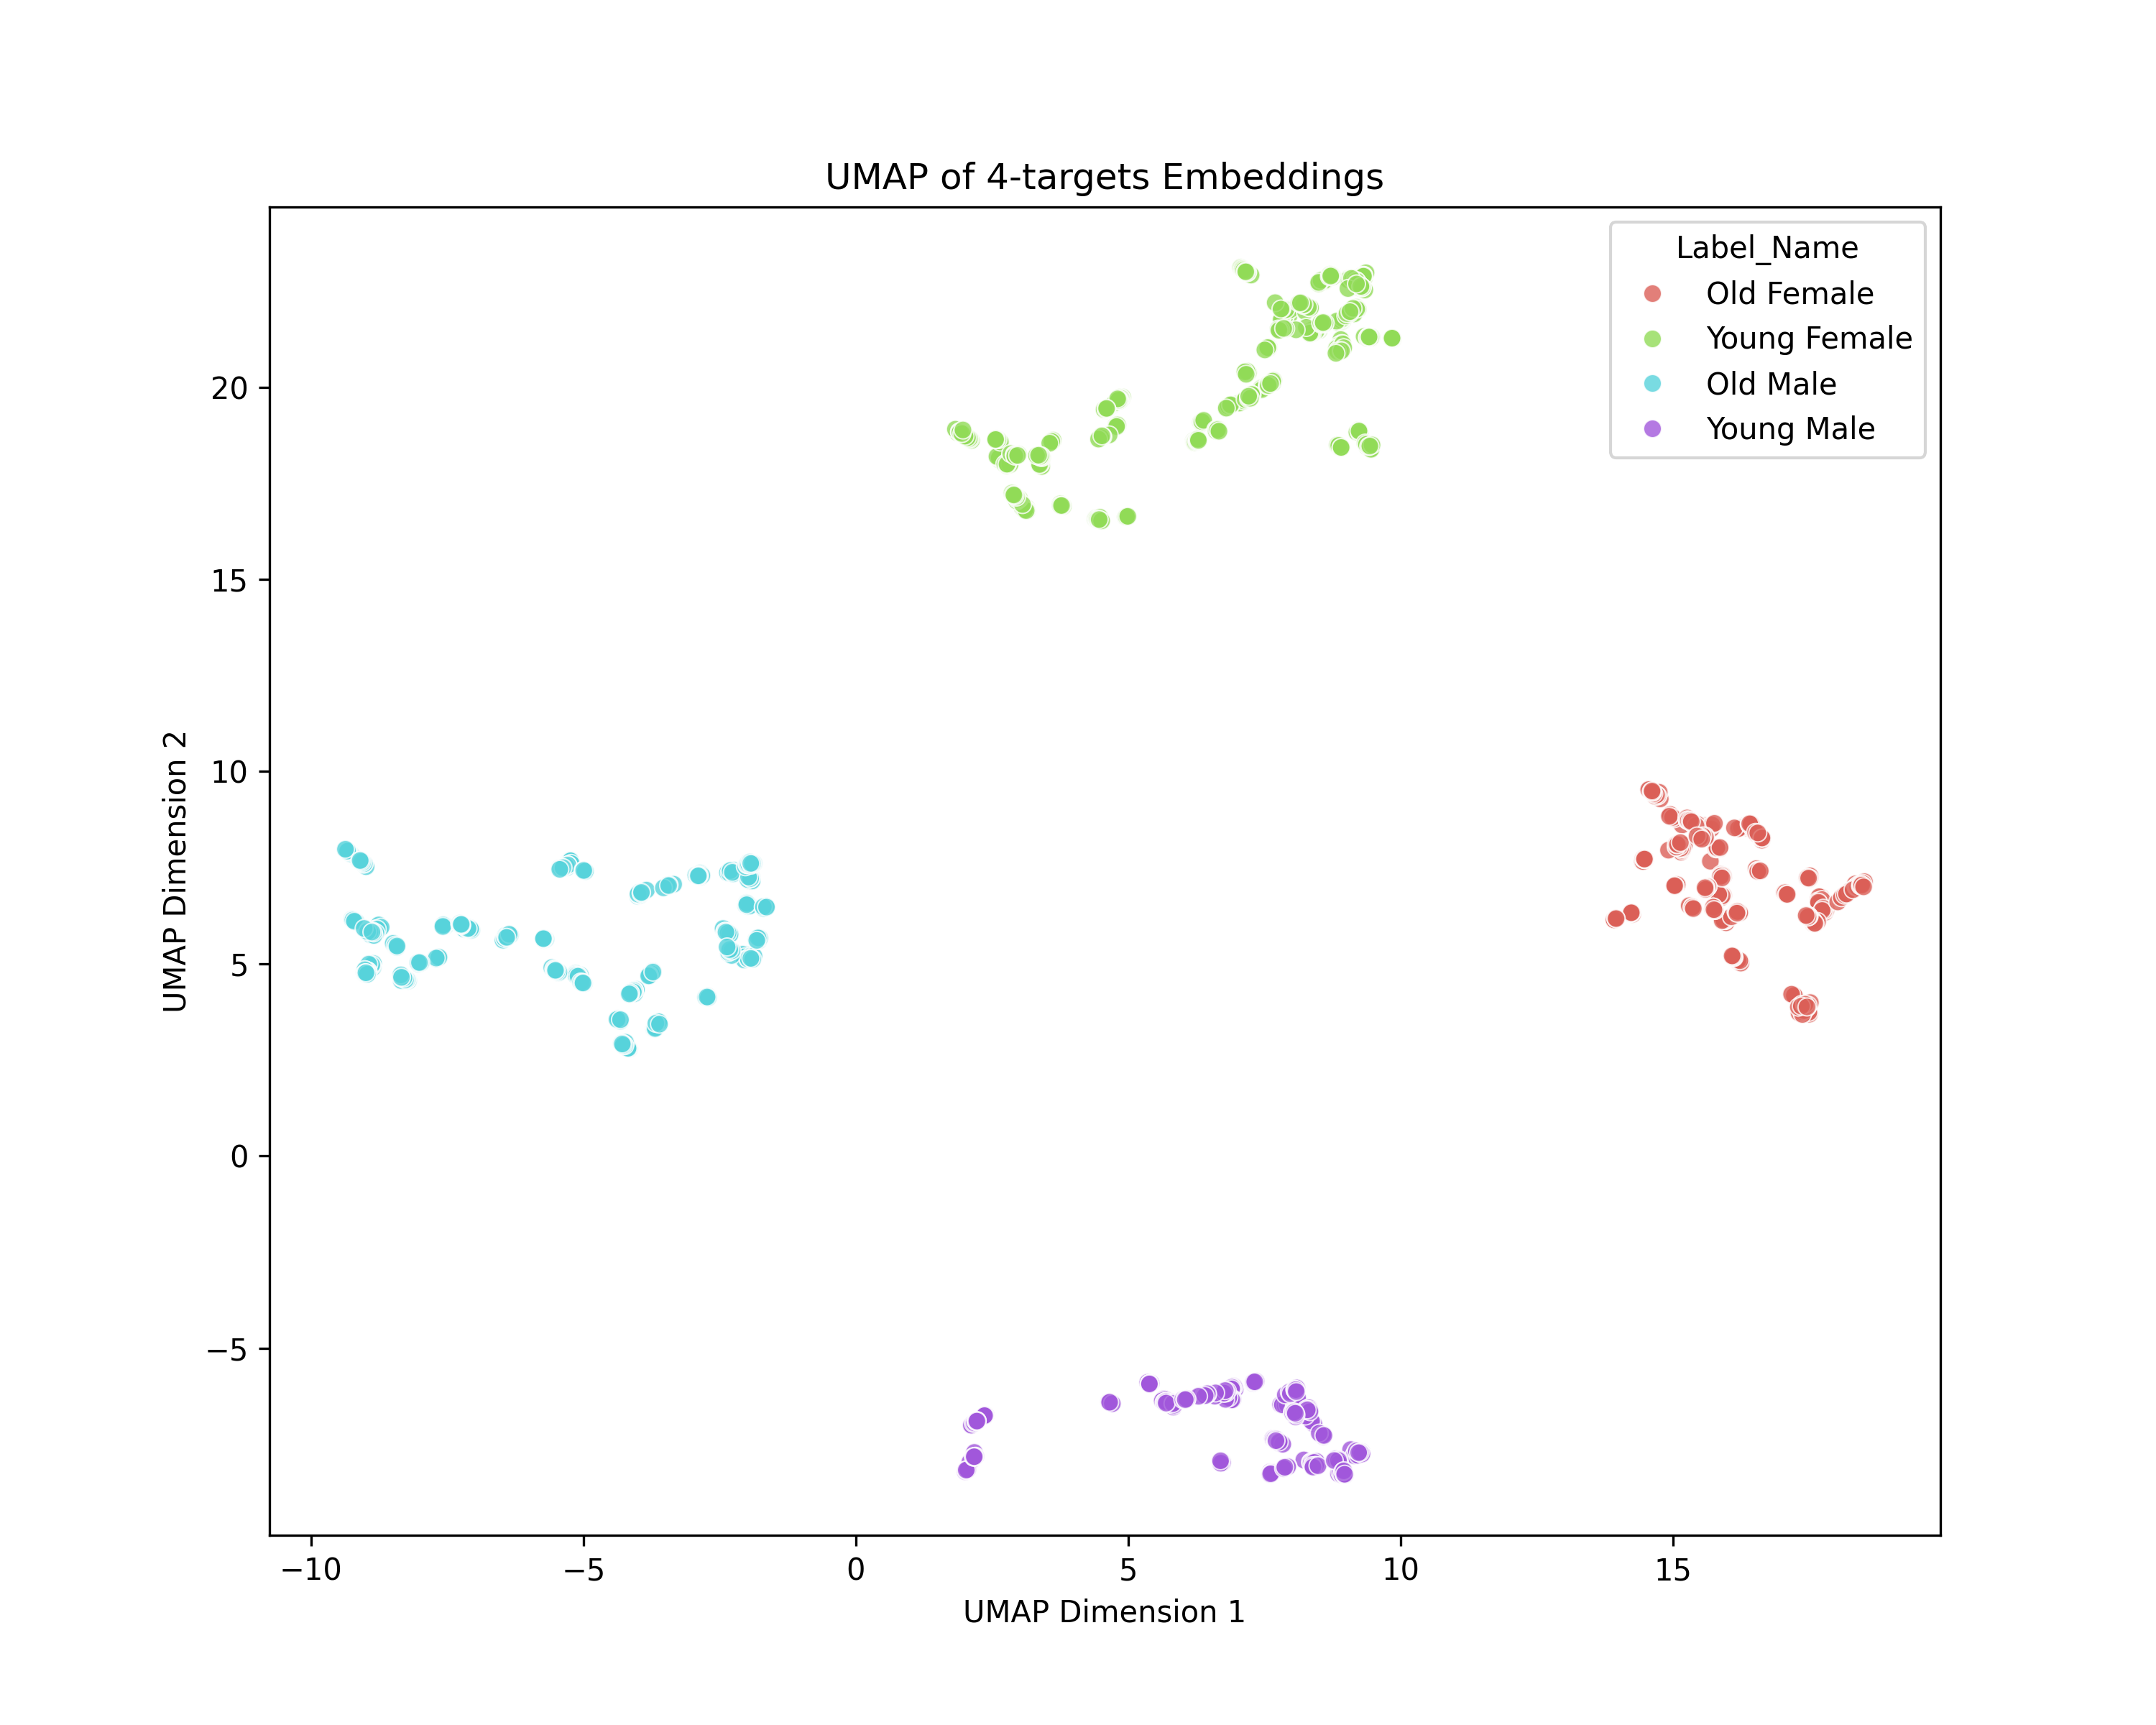 UMAP of 4-targets Embeddings
Label_Name
Old Female
Young Female
Old Male
Young Male
UMAP Dimension 2
20
15
10
5
0
−5
−10
−5
0
5
10
15
UMAP Dimension 1